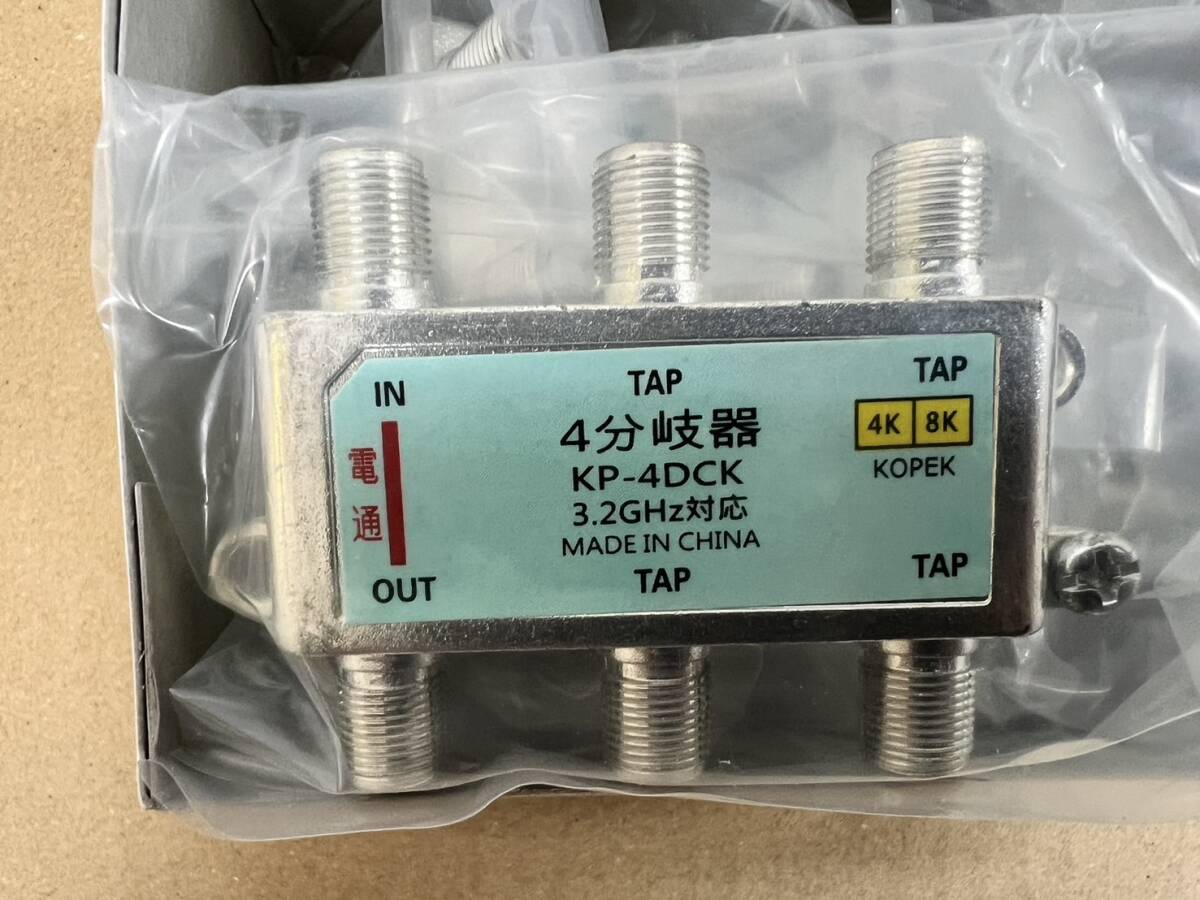 IN
TAP
TAP
電通
4分岐器
KP-4DCK
3.2GHz対応
MADE IN CHINA
4K 8K
KOPEK
OUT
TAP
TAP